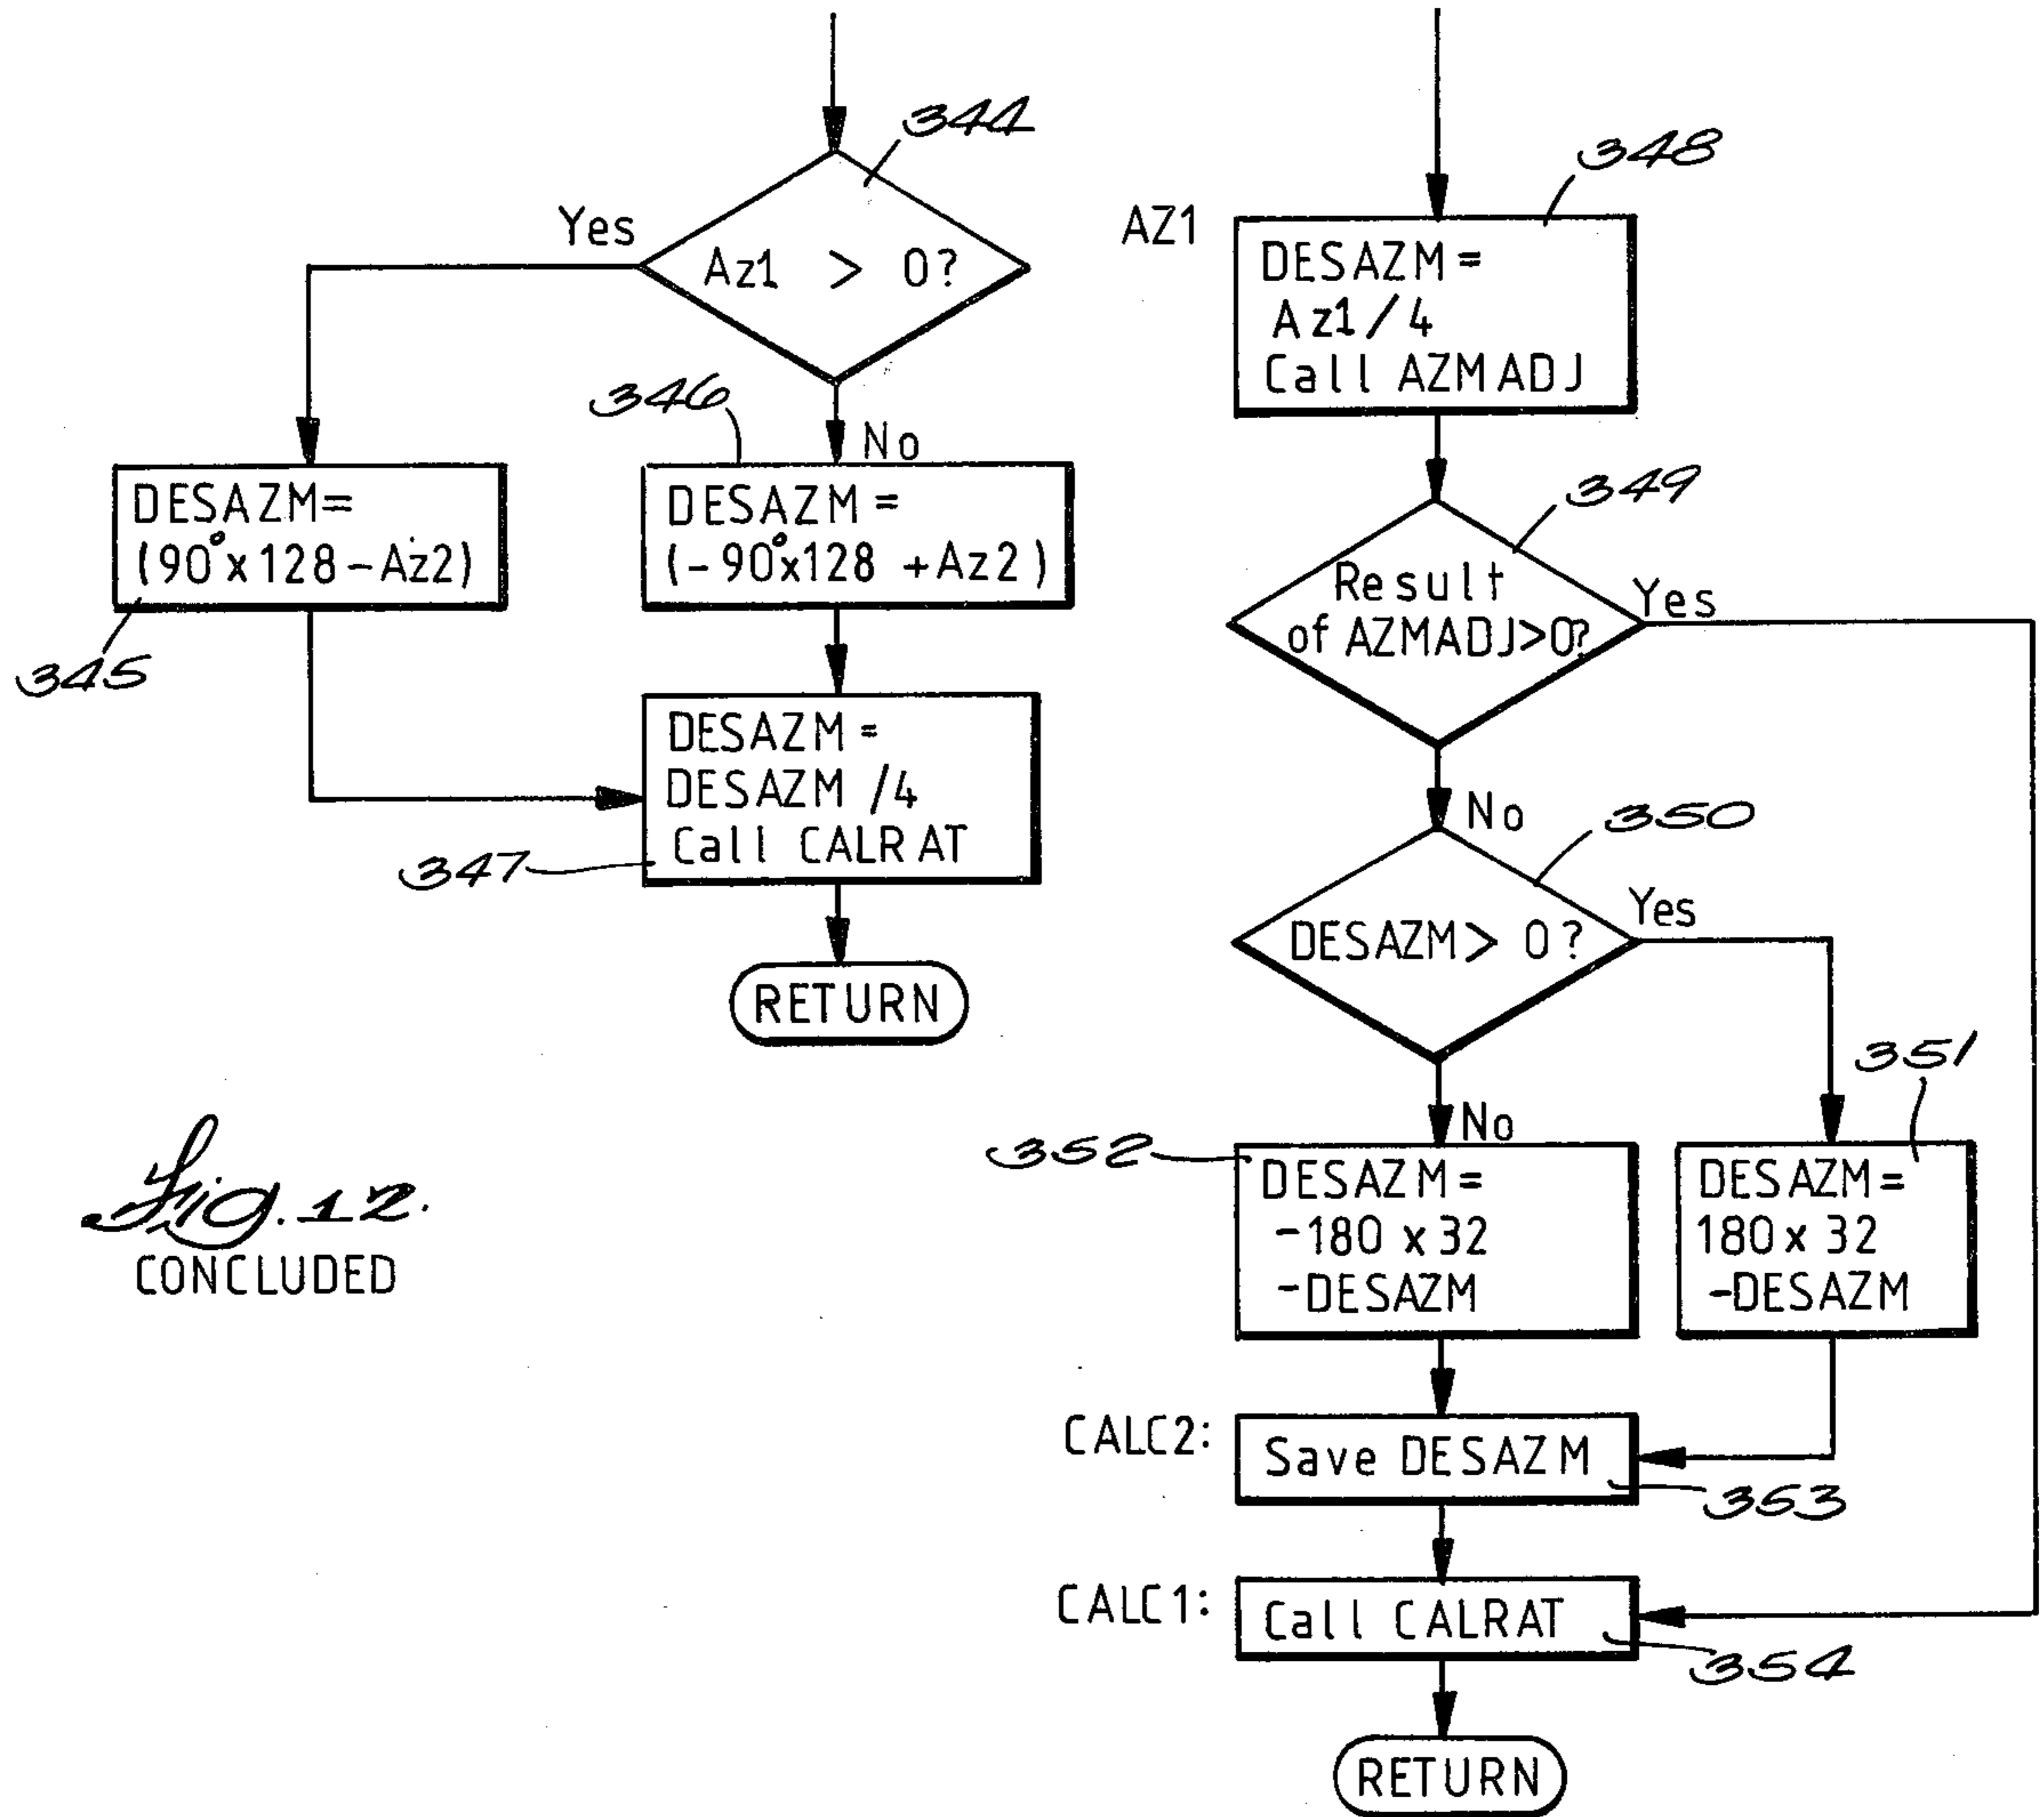 344
Yes
Az1 > 0?
346
No
DESAZM=
(90°x128-Az2)
345
DESAZM=
(-90°x128 +Az2)
DESAZM=
DESAZM /4
Call CALRAT
347
RETURN
Fig. 12.
CONCLUDED
AZ1
348
DESAZM=
Az1/4
Call AZMADJ
349
Result
of AZMADJ>0?
Yes
No
350
DESAZM> 0?
Yes
No
351
352
DESAZM=
-180 x 32
-DESAZM
DESAZM=
180 x 32
-DESAZM
CALC2:
Save DESAZM
353
CALC1:
Call CALRAT
354
RETURN